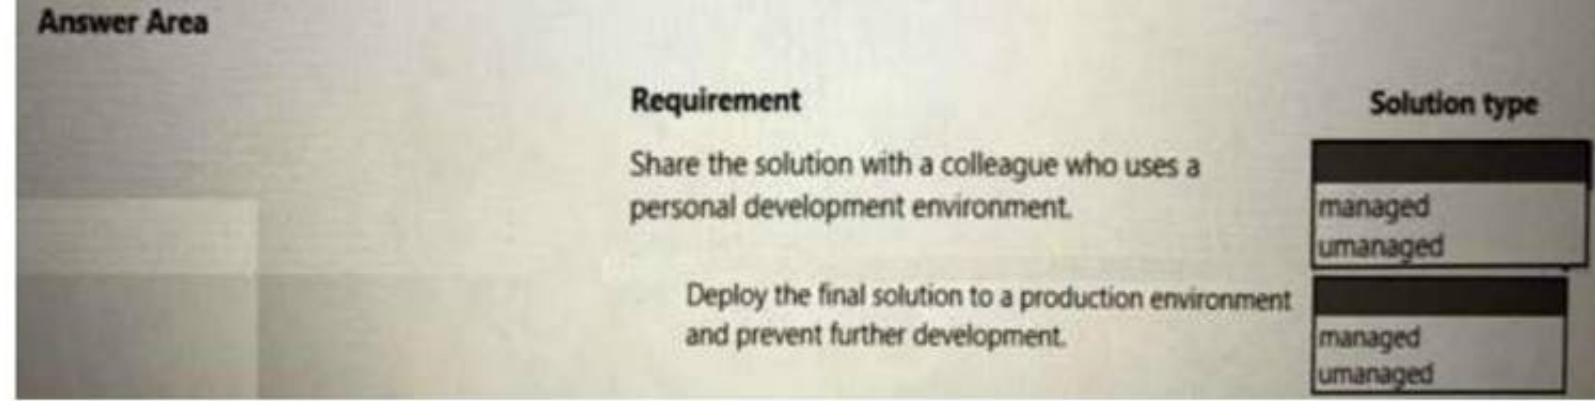 Answer Area
Requirement
Solution type
Share the solution with a colleague who uses a
personal development environment.
managed
umanaged
Deploy the final solution to a production environment
and prevent further development.
managed
umanaged